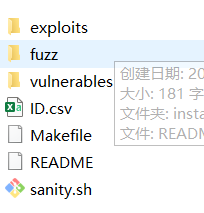 exploits
fuzz
vulnerables
创建日期: 20
大小: 181 字
文件夹: insta
文件: READM
ID.csv
Makefile
README
sanity.sh